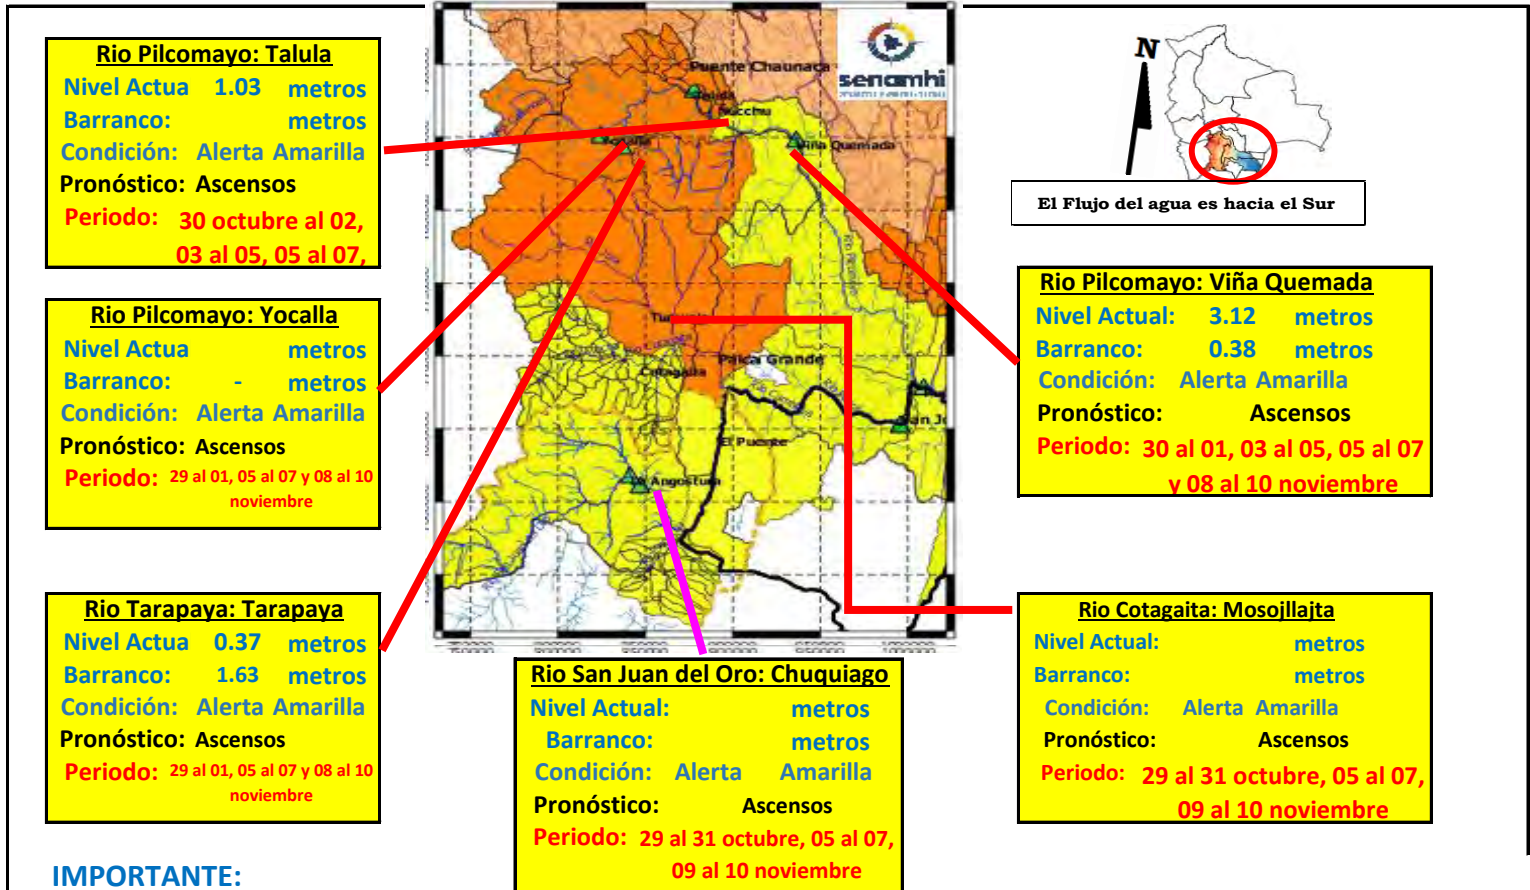 Rio Pilcomayo: Talula
Nivel Actua 1.03 metros
Barranco: metros
Condición: Alerta Amarilla
Pronóstico: Ascensos
Periodo: 30 octubre al 02,
03 al 05, 05 al 07,
Rio Pilcomayo: Yocalla
Nivel Actua metros
Barranco: - metros
Condición: Alerta Amarilla
Pronóstico: Ascensos
Periodo: 29 al 01, 05 al 07 y 08 al 10
noviembre
Rio Tarapaya: Tarapaya
Nivel Actua 0.37 metros
Barranco: 1.63 metros
Condición: Alerta Amarilla
Pronóstico: Ascensos
Periodo: 29 al 01, 05 al 07 y 08 al 10
noviembre
IMPORTANTE:
senamhi
Puente Chaunaca
Viña Quemada
Palca Grande
Cotagaita
El Puente
Angostura
Rio San Juan del Oro: Chuquiago
Nivel Actual: metros
Barranco: metros
Condición: Alerta Amarilla
Pronóstico: Ascensos
Periodo: 29 al 31 octubre, 05 al 07,
09 al 10 noviembre
N
El Flujo del agua es hacia el Sur
Rio Pilcomayo: Viña Quemada
Nivel Actual: 3.12 metros
Barranco: 0.38 metros
Condición: Alerta Amarilla
Pronóstico: Ascensos
Periodo: 30 al 01, 03 al 05, 05 al 07
y 08 al 10 noviembre
Rio Cotagaita: Mosojllajta
Nivel Actual: metros
Barranco: metros
Condición: Alerta Amarilla
Pronóstico: Ascensos
Periodo: 29 al 31 octubre, 05 al 07,
09 al 10 noviembre